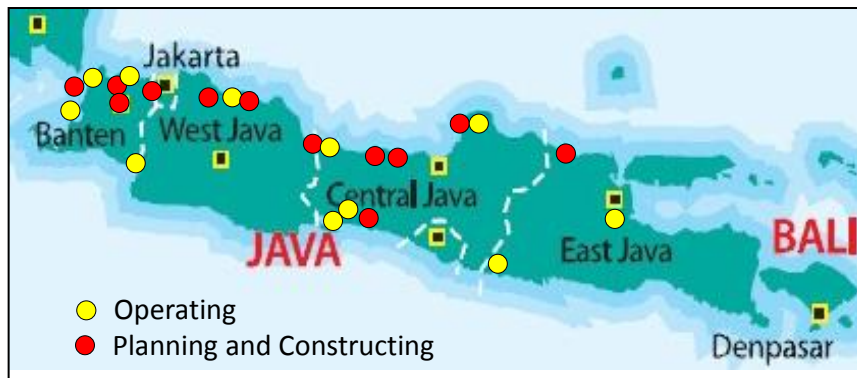 Jakarta
Banten
West Java
Central Java
JAVA
East Java
BALI
Operating
Planning and Constructing
Denpasar